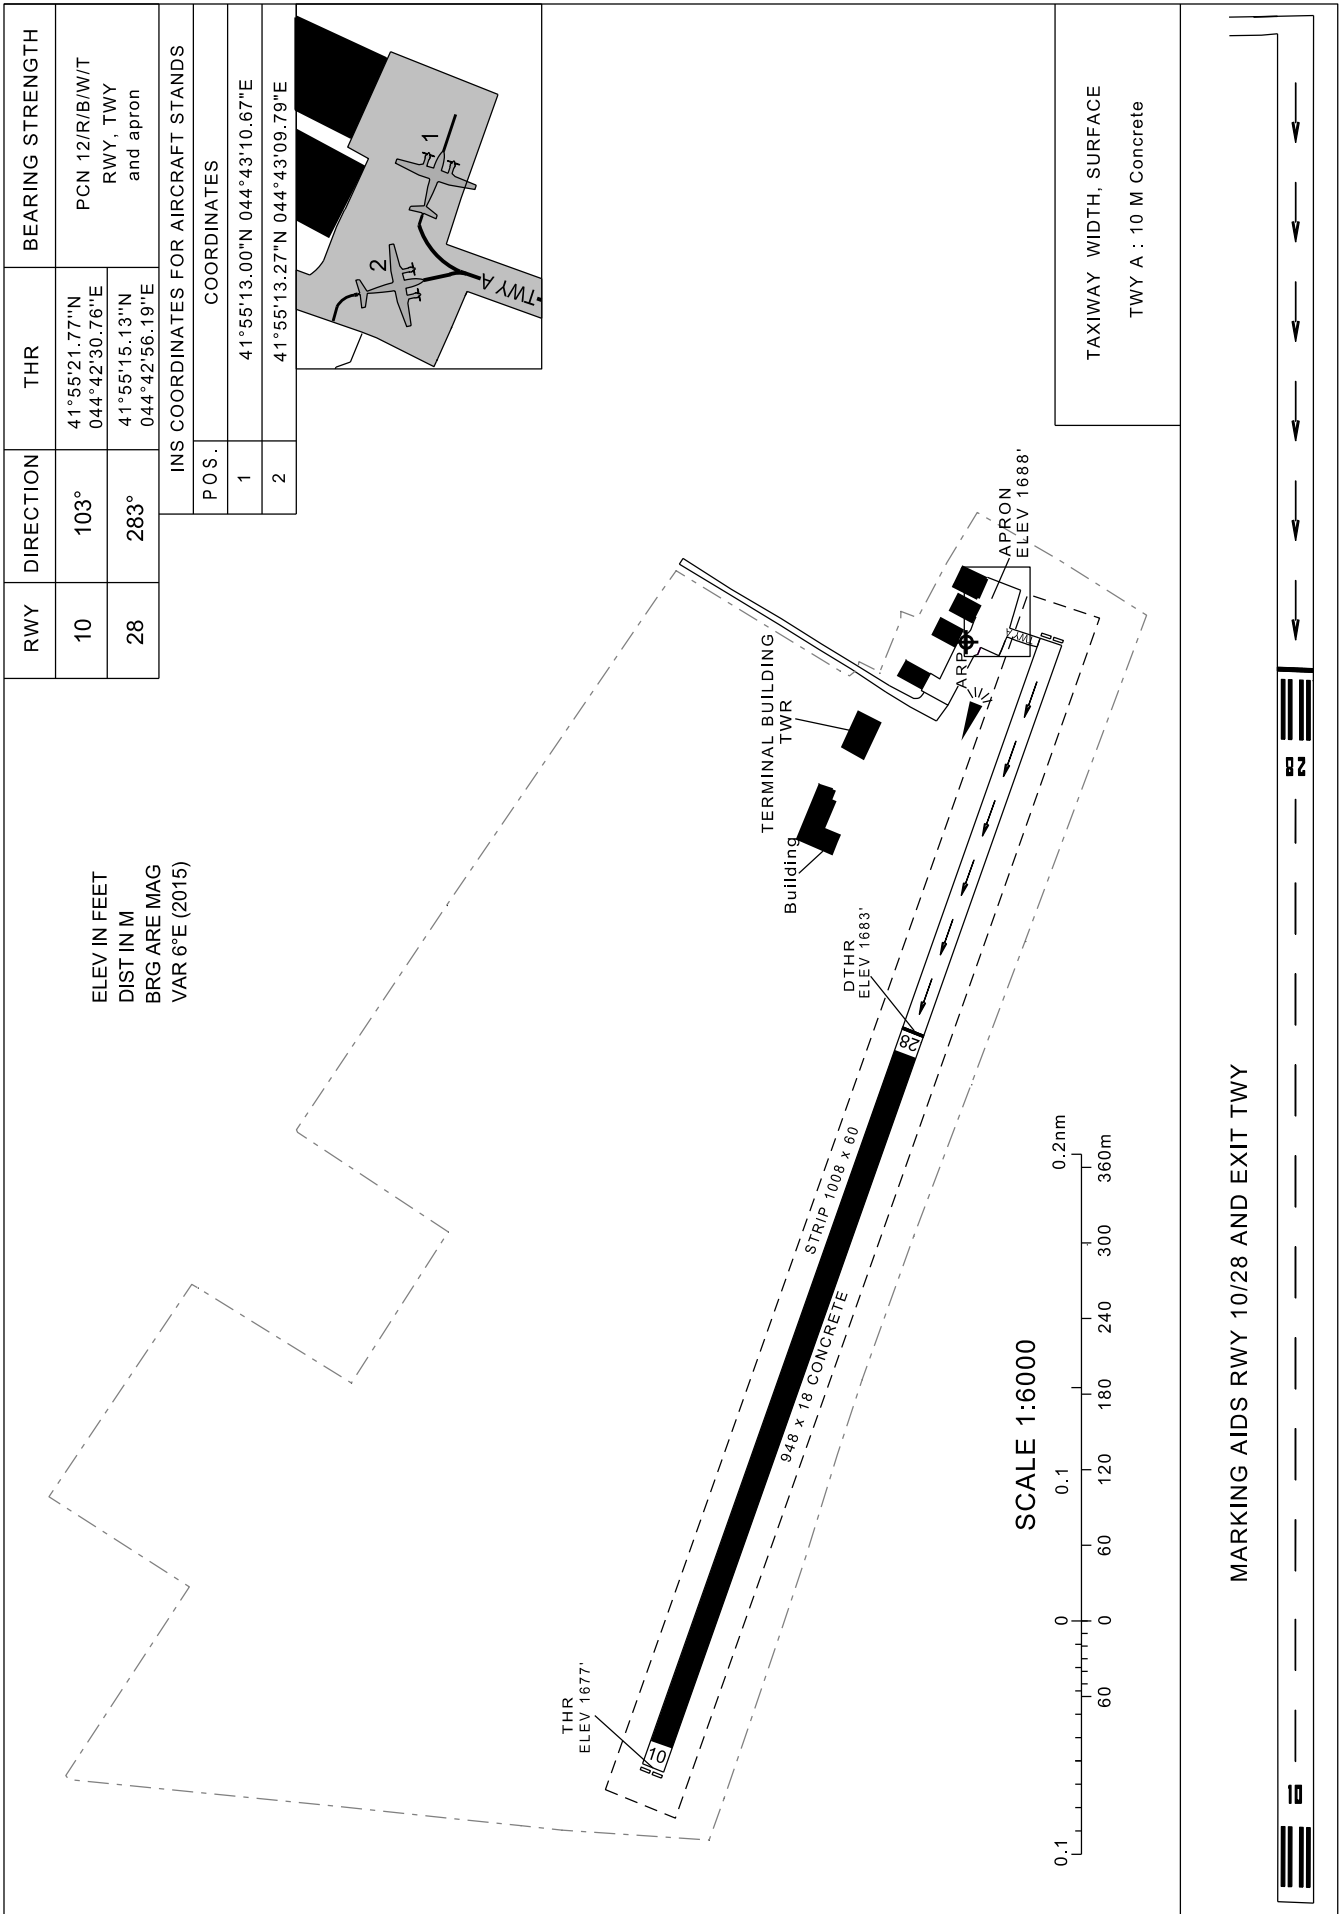 RWY DIRECTION THR BEARING STRENGTH
10 103° 41°55'21.77''N
044°42'30.76''E
28 283° 41°55'15.13''N
044°42'56.19''E
PCN 12/R/B/W/T
RWY, TWY
and apron
INS COORDINATES FOR AIRCRAFT STANDS
POS. COORDINATES
1 41°55'13.00"N 044°43'10.67"E
2 41°55'13.27"N 044°43'09.79"E
1
2
TWY A
ELEV IN FEET
DIST IN M
BRG ARE MAG
VAR 6°E (2015)
THR
ELEV 1677'
10
948 x 18 CONCRETE
STRIP 1008 x 60
28
DTHR
ELEV 1683'
Building
TERMINAL BUILDING
TWR
ARP
TWY A
APRON
ELEV 1688'
SCALE 1:6000
0.1 0 0.1 0.2nm
60 0 60 120 180 240 300 360m
TAXIWAY WIDTH, SURFACE
TWY A : 10 M Concrete
MARKING AIDS RWY 10/28 AND EXIT TWY
10
28